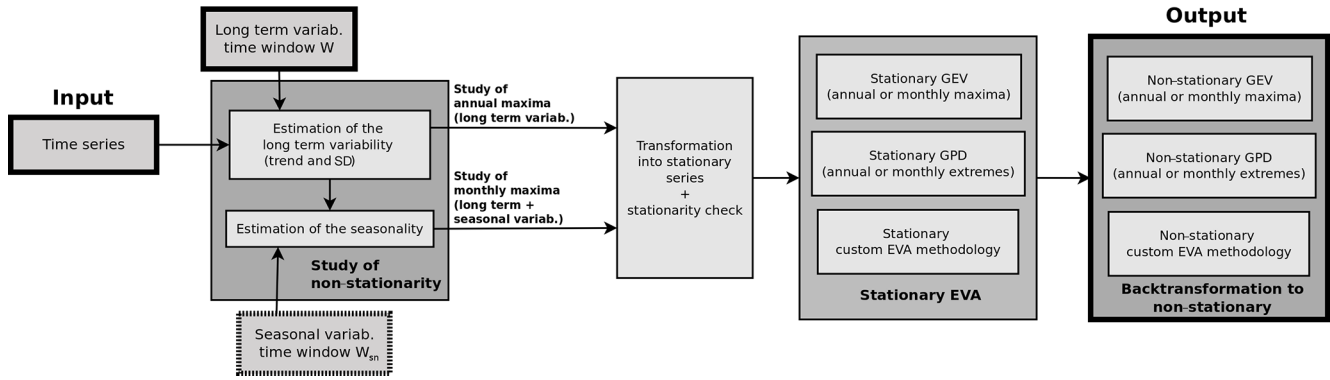 Input
Time series
Long term variab.
time window W
Estimation of the
long term variability
(trend and SD)
Estimation of the seasonality
Study of
non-stationarity
Seasonal variab.
time window Wsn
Study of
annual maxima
(long term variab.)
Study of
monthly maxima
(long term +
seasonal variab.)
Transformation
into stationary
series
+
stationarity check
Stationary GEV
(annual or monthly maxima)
Stationary GPD
(annual or monthly extremes)
Stationary
custom EVA methodology
Stationary EVA
Output
Non-stationary GEV
(annual or monthly maxima)
Non-stationary GPD
(annual or monthly extremes)
Non-stationary
custom EVA methodology
Backtransformation to
non-stationary